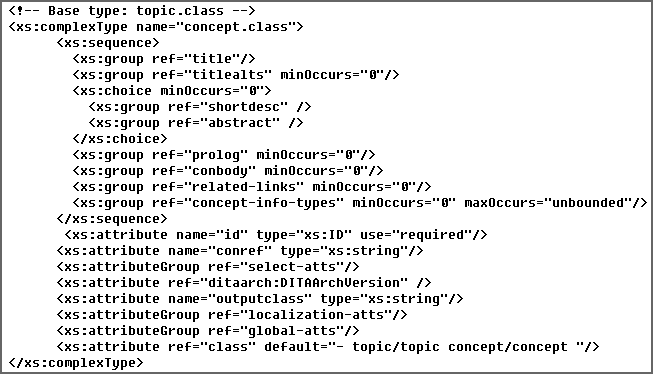 <!-- Base type: topic.class -->
<xs:complexType name="concept.class">
<xs:sequence>
<xs:group ref="title"/>
<xs:group ref="titlealts" minOccurs="0"/>
<xs:choice minOccurs="0">
<xs:group ref="shortdesc" />
<xs:group ref="abstract" />
</xs:choice>
<xs:group ref="prolog" minOccurs="0"/>
<xs:group ref="conbody" minOccurs="0"/>
<xs:group ref="related-links" minOccurs="0"/>
<xs:group ref="concept-info-types" minOccurs="0" maxOccurs="unbounded"/>
</xs:sequence>
<xs:attribute name="id" type="xs:ID" use="required"/>
<xs:attribute name="conref" type="xs:string"/>
<xs:attributeGroup ref="select-atts"/>
<xs:attribute ref="ditaarch:DITAArchVersion" />
<xs:attribute name="outputclass" type="xs:string"/>
<xs:attributeGroup ref="localization-atts"/>
<xs:attributeGroup ref="global-atts"/>
<xs:attribute ref="class" default="- topic/topic concept/concept "/>
</xs:complexType>